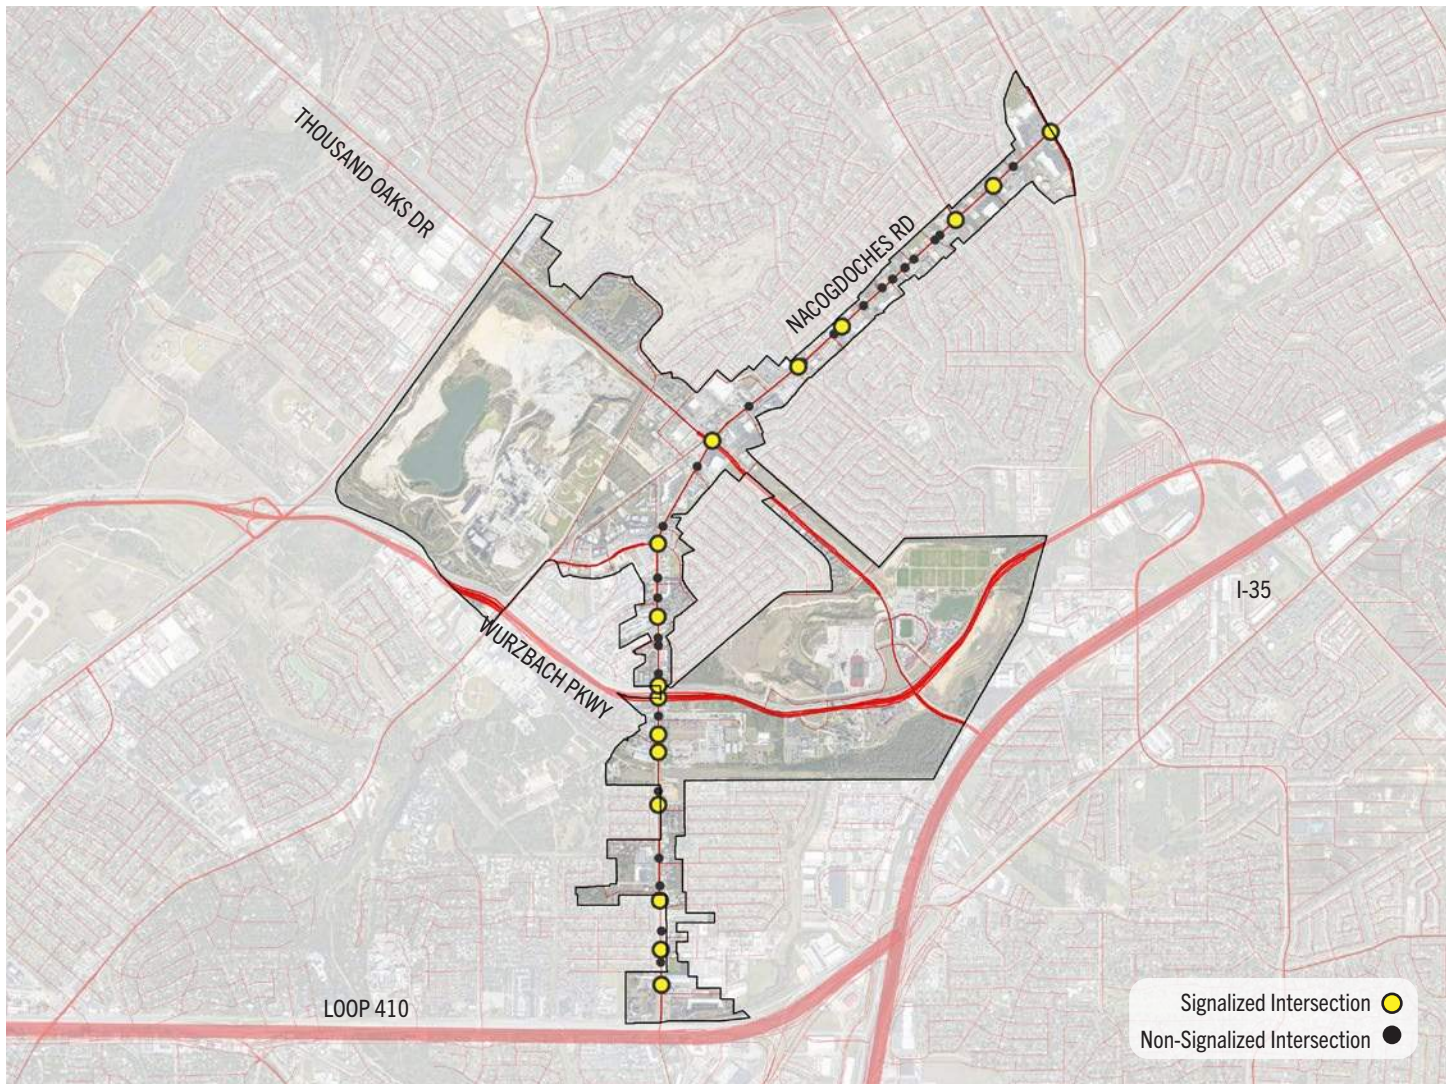 THOUSAND OAKS DR
NACOGDOCHES RD
WURZBACH PKWY
I-35
LOOP 410
Signalized Intersection
Non-Signalized Intersection